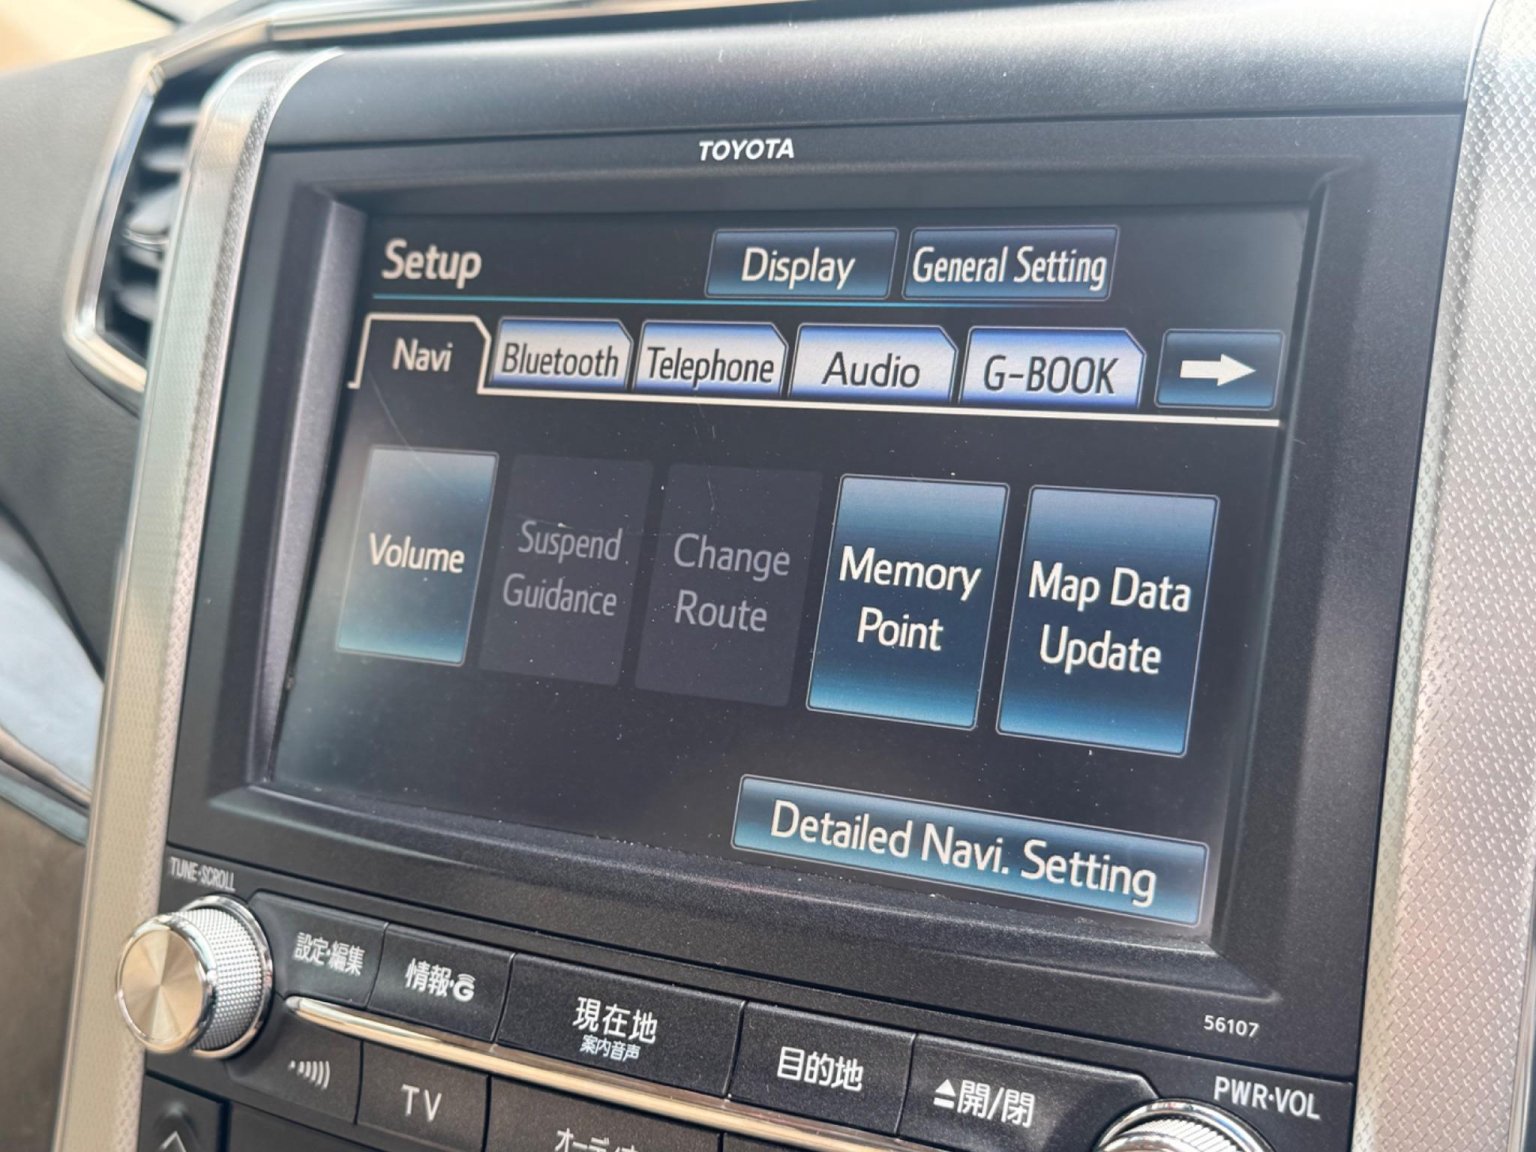 TOYOTA
Setup
Display
General Setting
Navi
Bluetooth
Telephone
Audio
G-BOOK
Volume
Suspend
Guidance
Change
Route
Memory
Point
Map Data
Update
Detailed Navi. Setting
TUNE·SCROLL
設定·編集
情報·G
現在地
案内音声
目的地
開/閉
56107
PWR·VOL
TV